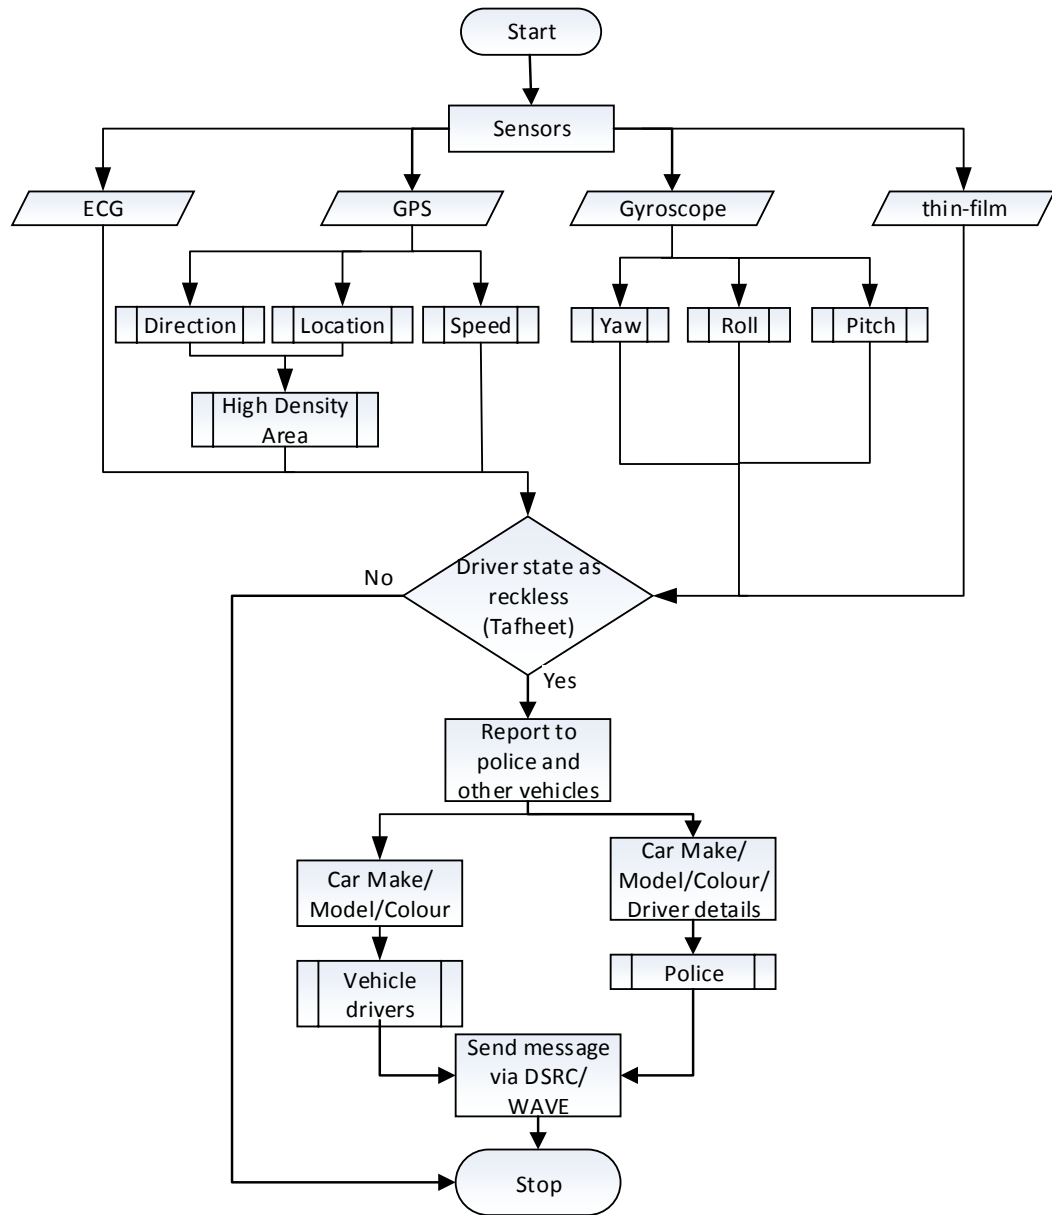 Start
Sensors
ECG
GPS
Gyroscope
thin-film
Direction
Location
Speed
Yaw
Roll
Pitch
High Density
Area
Driver state as
reckless
(Tafheet)
No
Yes
Report to
police and
other vehicles
Car Make/
Model/Colour
Car Make/
Model/Colour/
Driver details
Vehicle
drivers
Police
Send message
via DSRC/
WAVE
Stop